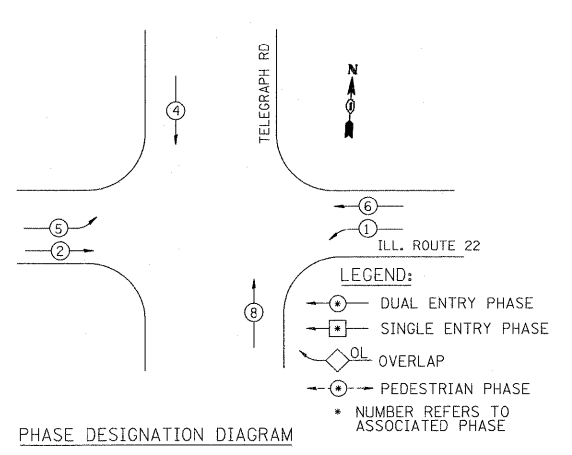 4
TELEGRAPH RD
N
5
6
2
1
ILL. ROUTE 22
8
LEGEND:
* DUAL ENTRY PHASE
* SINGLE ENTRY PHASE
OL OVERLAP
* PEDESTRIAN PHASE
* NUMBER REFERS TO
ASSOCIATED PHASE
PHASE DESIGNATION DIAGRAM